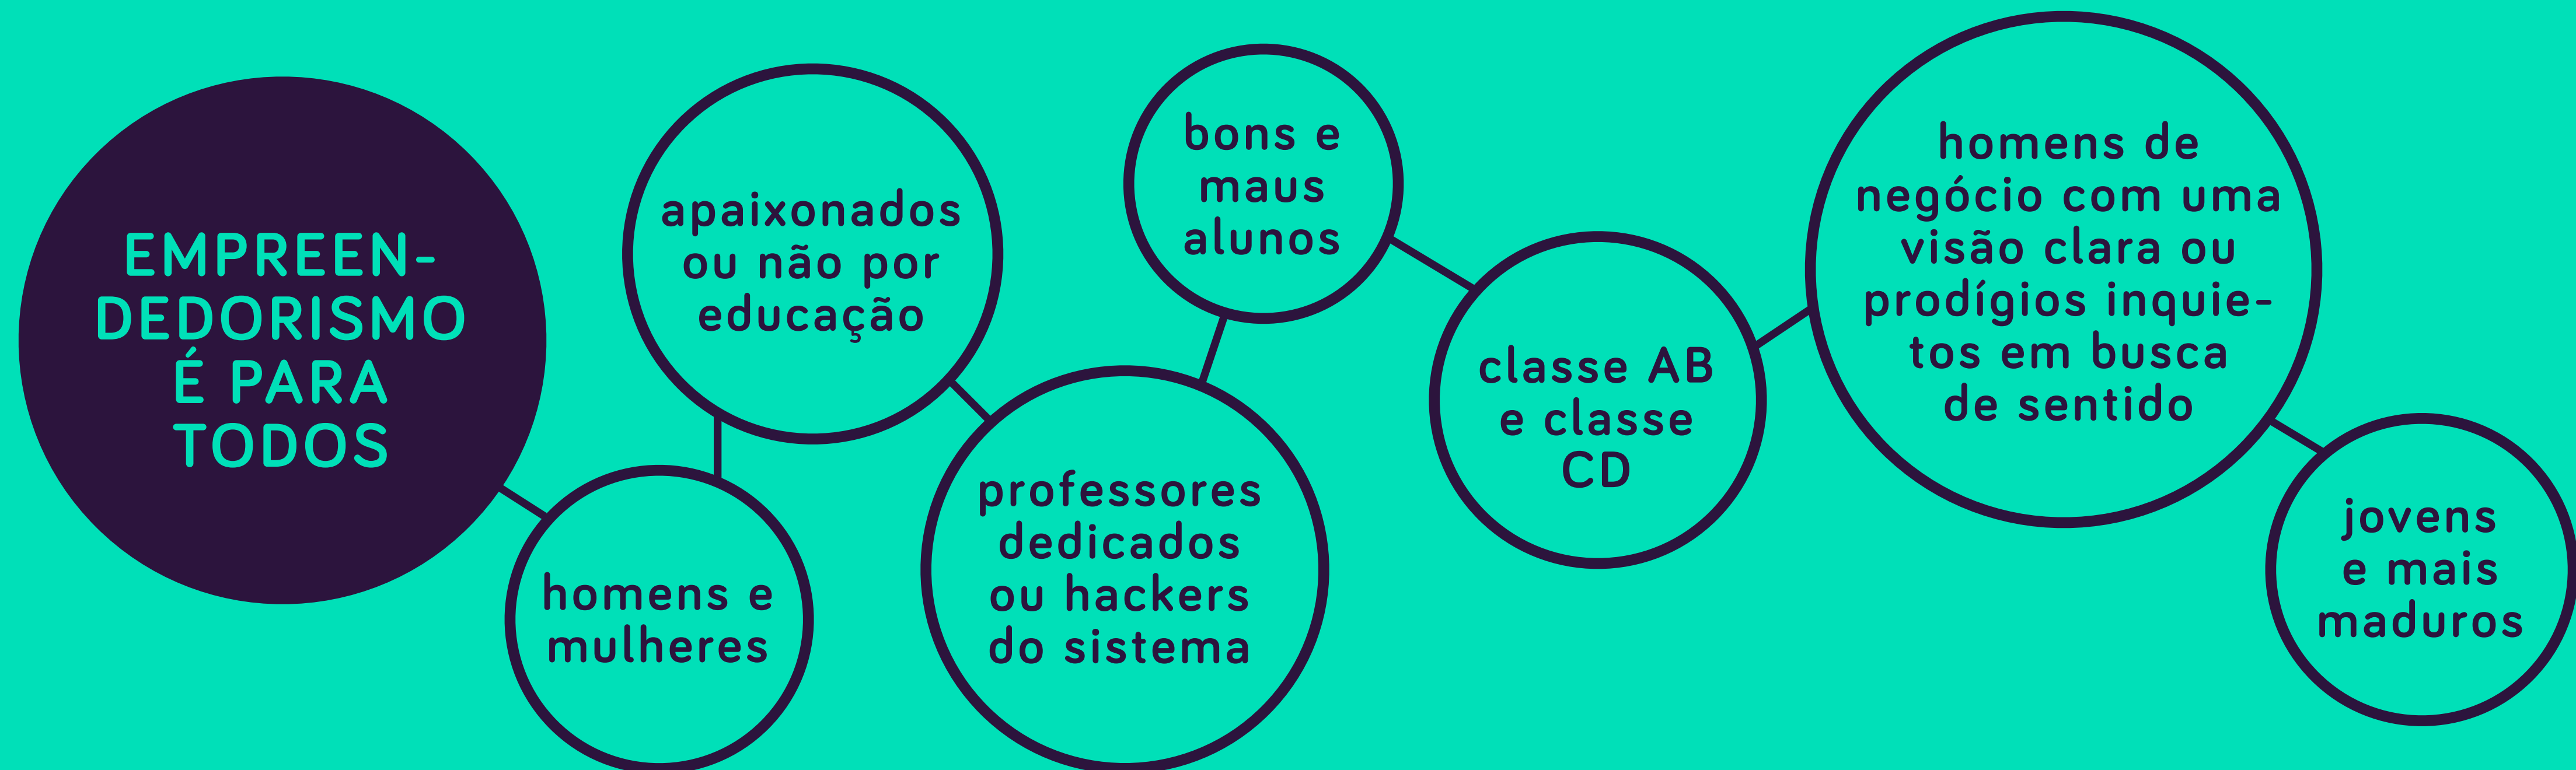 EMPREEN-
DEDORISMO
É PARA
TODOS
homens e
mulheres
apaixonados
ou não por
educação
professores
dedicados
ou hackers
do sistema
bons e
maus
alunos
classe AB
e classe
CD
homens de
negócio com uma
visão clara ou
prodígios inquie-
tos em busca
de sentido
jovens
e mais
maduros